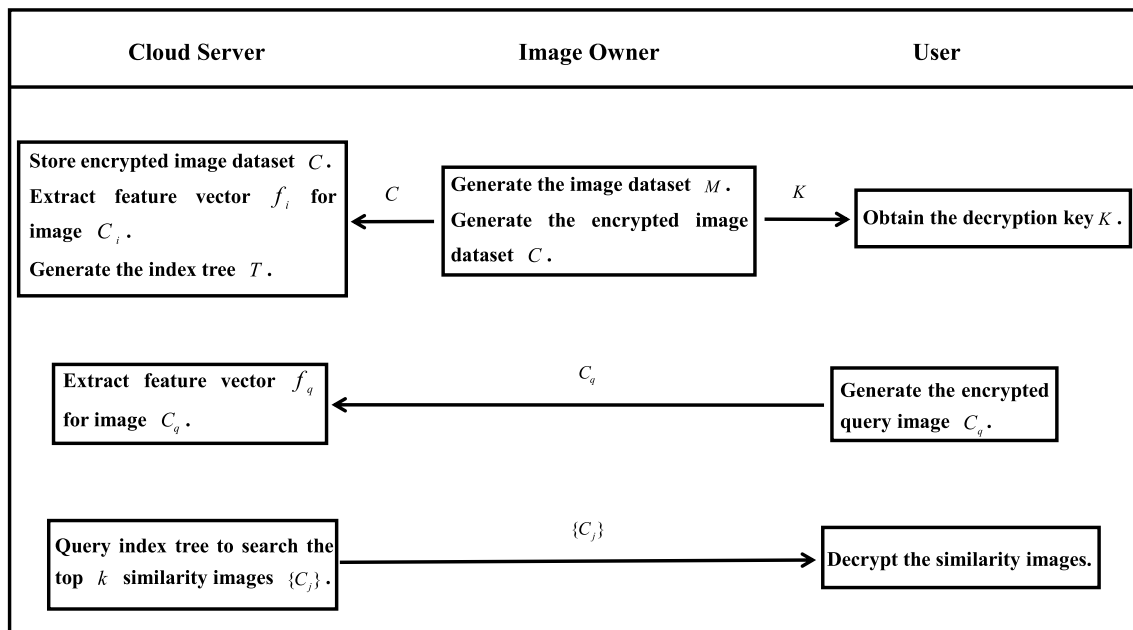 Cloud Server
Image Owner
User
Store encrypted image dataset C.
Extract feature vector f_i for
image C_i.
Generate the index tree T.
C
Generate the image dataset M.
Generate the encrypted image
dataset C.
K
Obtain the decryption key K.
Extract feature vector f_q
for image C_q.
C_q
Generate the encrypted
query image C_q.
Query index tree to search the
top k similarity images {C_j}.
{C_j}
Decrypt the similarity images.